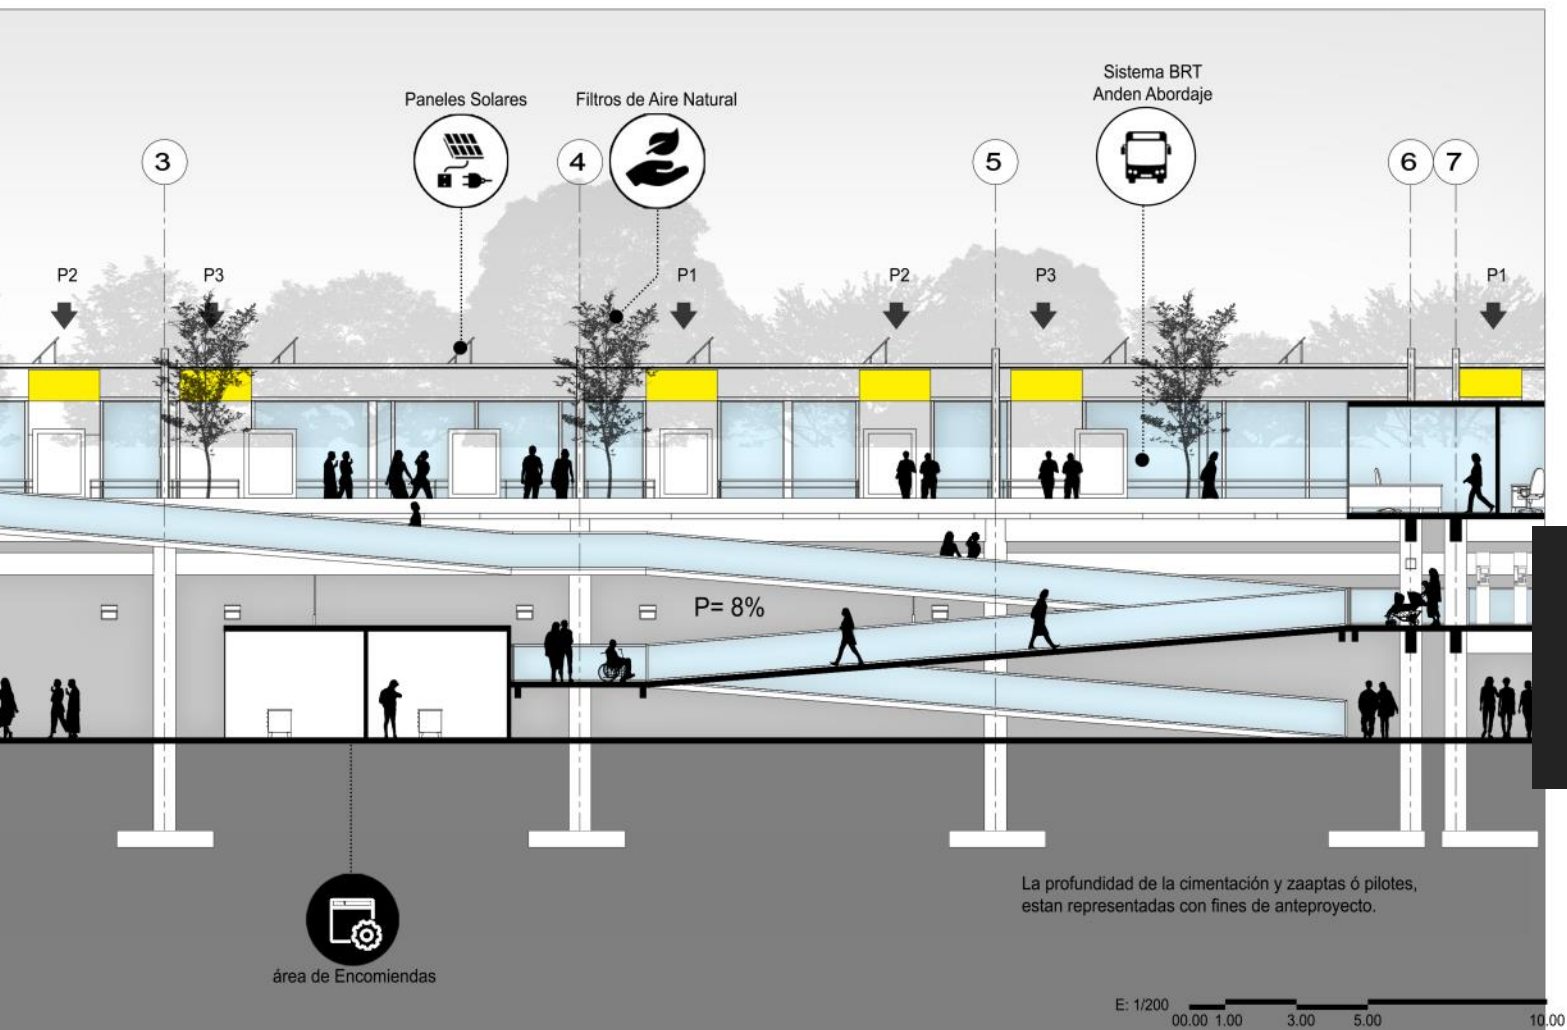 Sistema BRT
Anden Abordaje
Paneles Solares
Filtros de Aire Natural
3
4
5
6
7
P2
P3
P1
P2
P3
P1
P= 8%
La profundidad de la cimentación y zaaptas ó pilotes,
estan representadas con fines de anteproyecto.
área de Encomiendas
E: 1/200
00.00 1.00 3.00 5.00 10.00